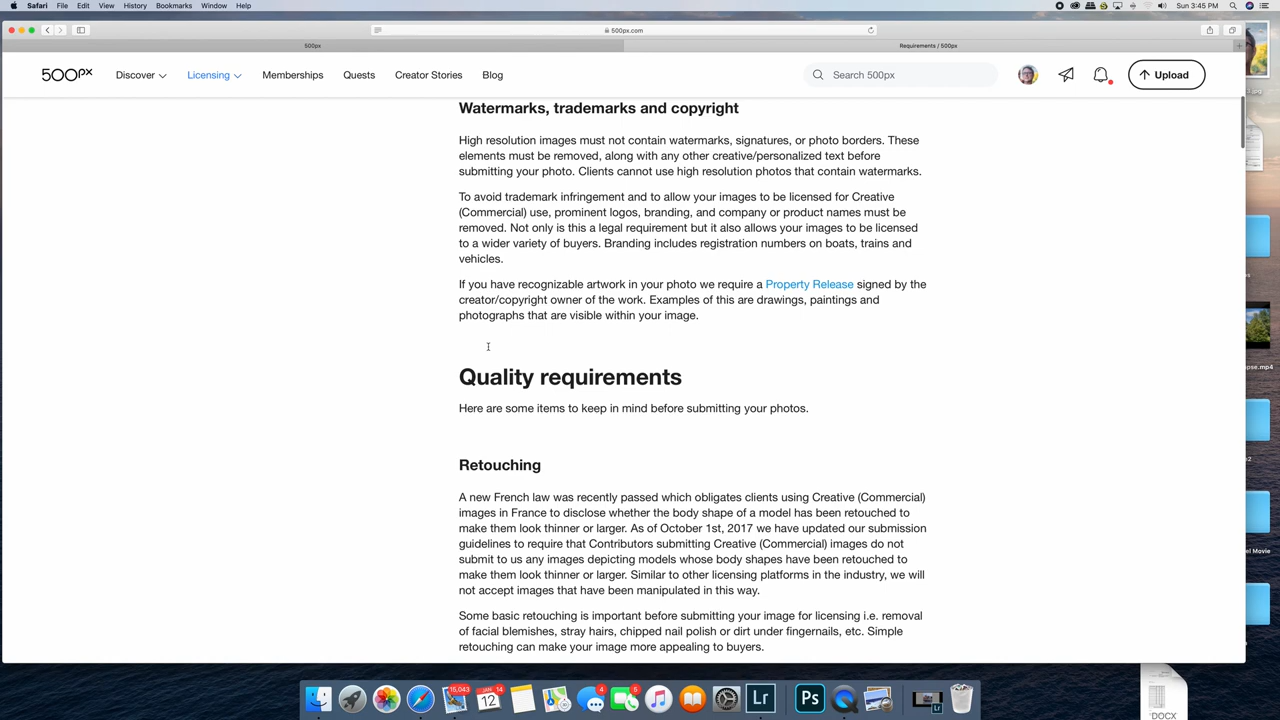 Safari File Edit View History Bookmarks Window Help Sun 3:45 PM
500px.com
500px Requirements / 500px
500px Discover Licensing Memberships Quests Creator Stories Blog Search 500px Upload
Watermarks, trademarks and copyright
High resolution images must not contain watermarks, signatures, or photo borders. These
elements must be removed, along with any other creative/personalized text before
submitting your photo. Clients cannot use high resolution photos that contain watermarks.
To avoid trademark infringement and to allow your images to be licensed for Creative
(Commercial) use, prominent logos, branding, and company or product names must be
removed. Not only is this a legal requirement but it also allows your images to be licensed
to a wider variety of buyers. Branding includes registration numbers on boats, trains and
vehicles.
If you have recognizable artwork in your photo we require a Property Release signed by the
creator/copyright owner of the work. Examples of this are drawings, paintings and
photographs that are visible within your image.
Quality requirements
Here are some items to keep in mind before submitting your photos.
Retouching
A new French law was recently passed which obligates clients using Creative (Commercial)
images in France to disclose whether the body shape of a model has been retouched to
make them look thinner or larger. As of October 1st, 2017 we have updated our submission
guidelines to require that Contributors submitting Creative (Commercial) images do not
submit to us any images depicting models whose body shapes have been retouched to
make them look thinner or larger. Similar to other licensing platforms in the industry, we will
not accept images that have been manipulated in this way.
Some basic retouching is important before submitting your image for licensing i.e. removal
of facial blemishes, stray hairs, chipped nail polish or dirt under fingernails, etc. Simple
retouching can make your image more appealing to buyers.
.jpg
pse.mp4
el Movie
15,043 JAN 14 12 4 5 Lr Ps Lr
DOCX